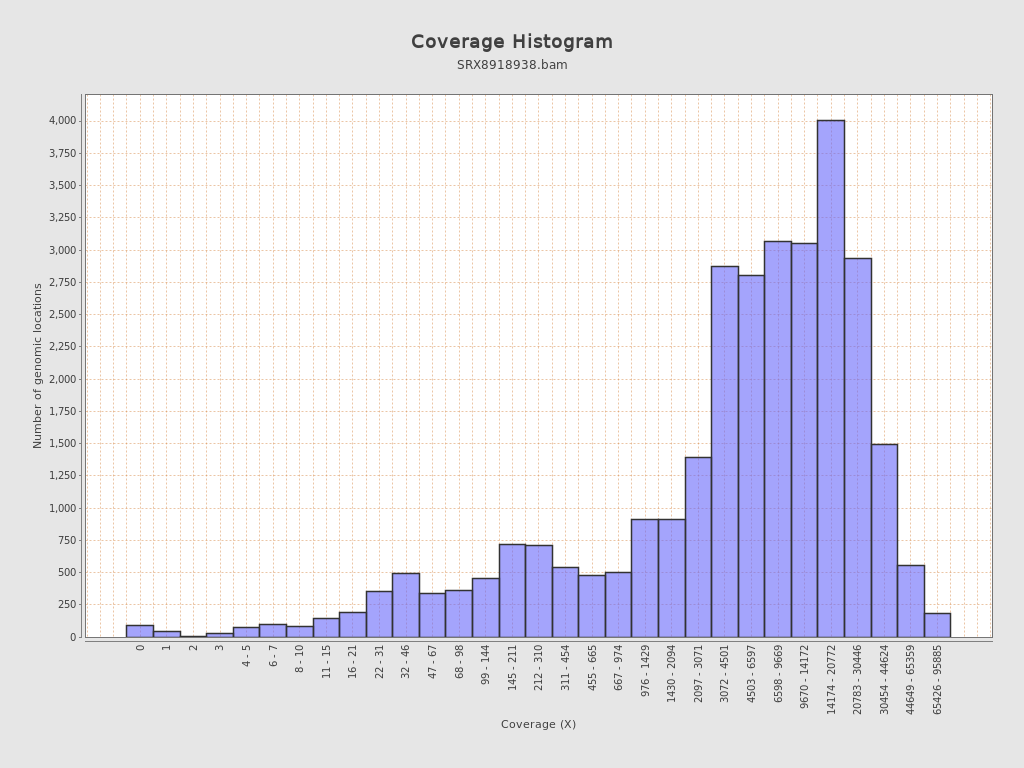 Coverage Histogram
SRX8918938.bam
Number of genomic locations
4,000
3,750
3,500
3,250
3,000
2,750
2,500
2,250
2,000
1,750
1,500
1,250
1,000
750
500
250
0
0
1
2
3
4 - 5
6 - 7
8 - 10
11 - 15
16 - 21
22 - 31
32 - 46
47 - 67
68 - 98
99 - 144
145 - 211
212 - 310
311 - 454
455 - 665
667 - 974
976 - 1429
1430 - 2094
2097 - 3071
3072 - 4501
4503 - 6597
6598 - 9669
9670 - 14172
14174 - 20772
20783 - 30446
30454 - 44624
44649 - 65359
65426 - 95885
Coverage (X)